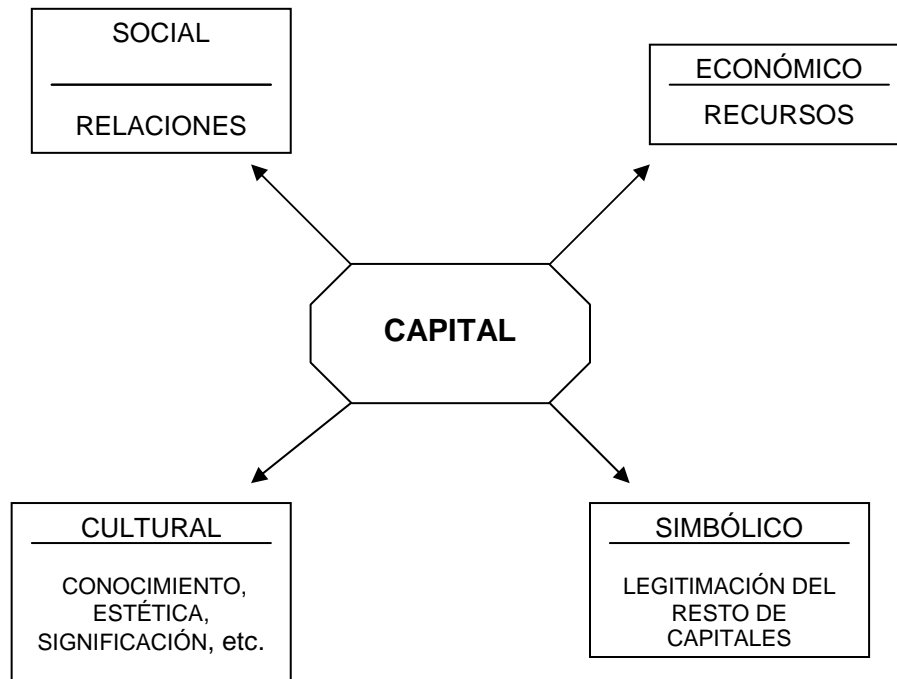 SOCIAL
RELACIONES
ECONÓMICO
RECURSOS
CAPITAL
CULTURAL
CONOCIMIENTO,
ESTÉTICA,
SIGNIFICACIÓN, etc.
SIMBÓLICO
LEGITIMACIÓN DEL
RESTO DE
CAPITALES